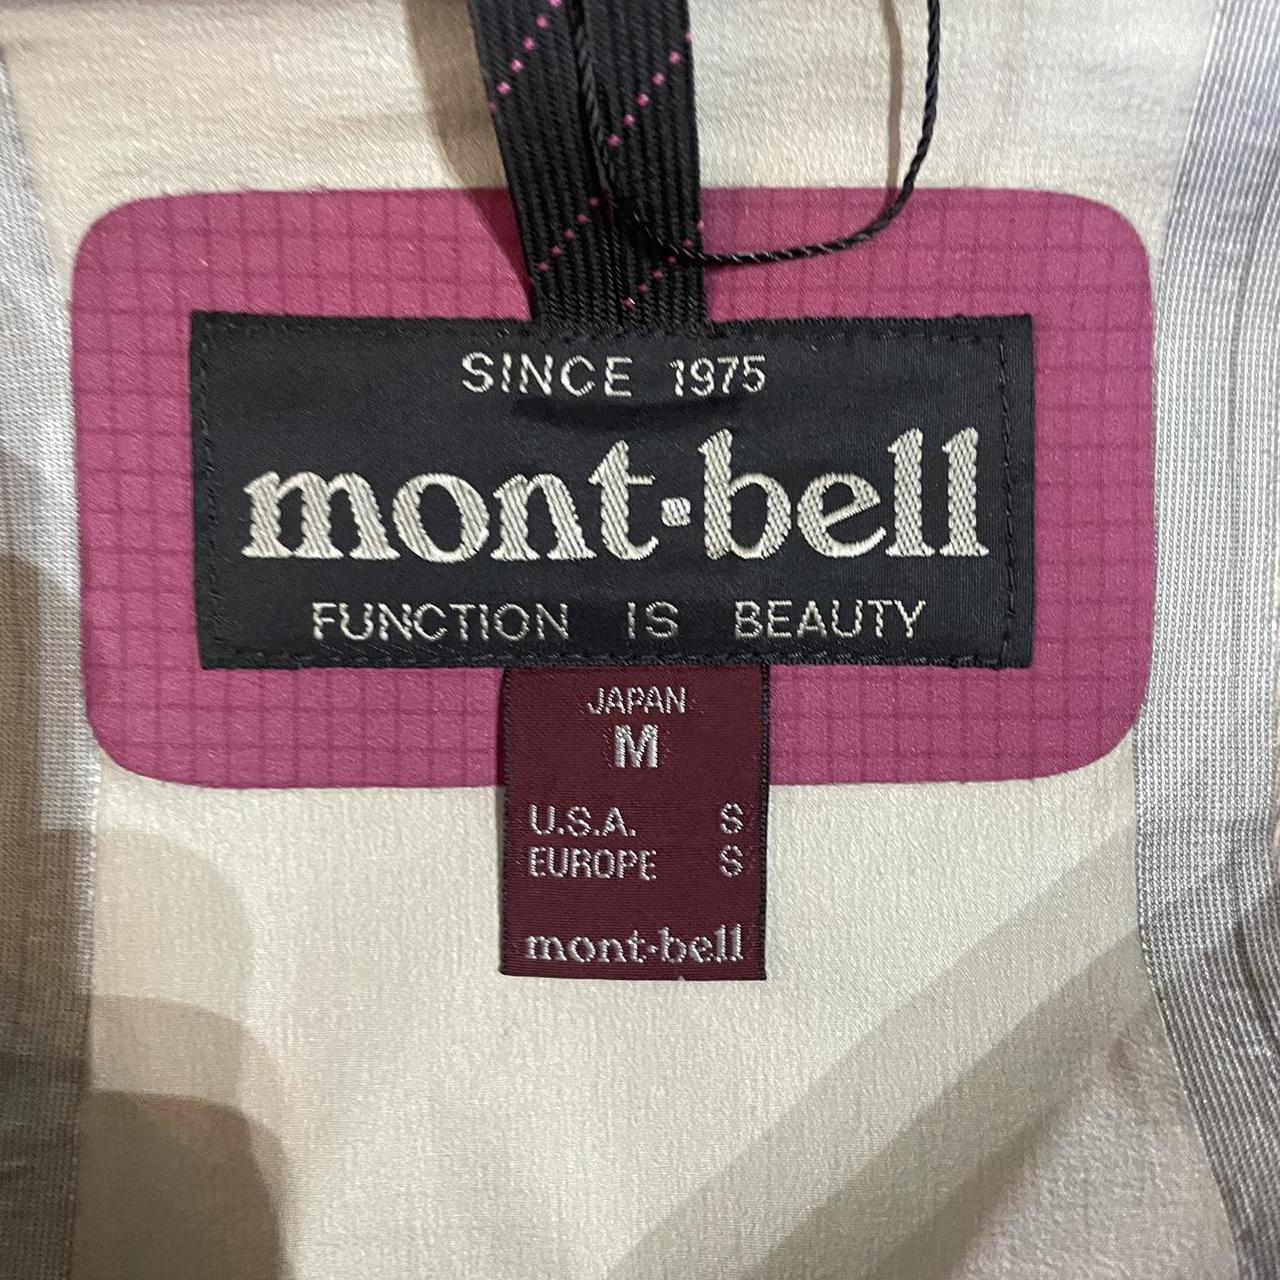 SINCE 1975
mont·bell
FUNCTION IS BEAUTY
JAPAN
M
U.S.A. S
EUROPE S
mont·bell